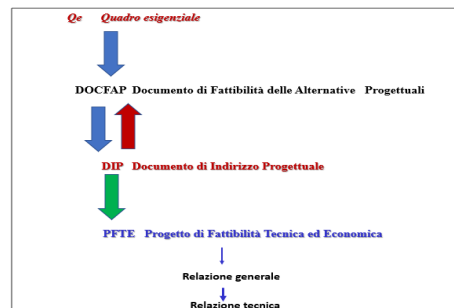 Qe Quadro esigenziale
DOCFAP Documento di Fattibilità delle Alternative Progettuali
DIP Documento di Indirizzo Progettuale
PFTE Progetto di Fattibilità Tecnica ed Economica
Relazione generale
Relazione tecnica